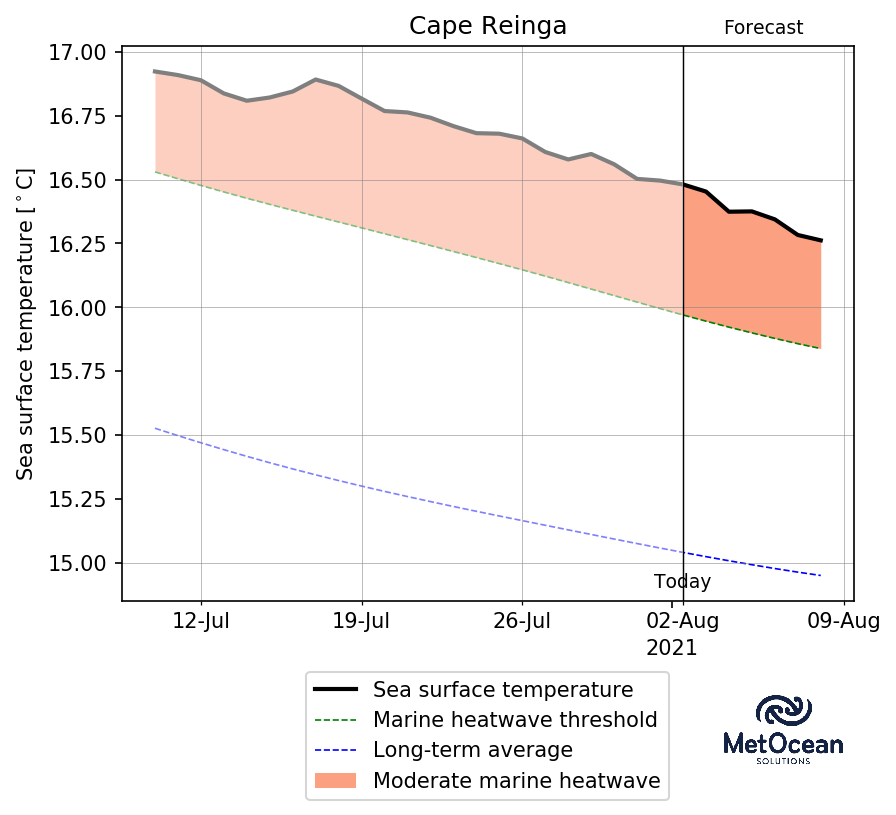 Cape Reinga
Forecast
17.00
16.75
16.50
16.25
16.00
15.75
15.50
15.25
15.00
Sea surface temperature [°C]
Today
12-Jul 19-Jul 26-Jul 02-Aug 09-Aug
2021
Sea surface temperature
Marine heatwave threshold
Long-term average
Moderate marine heatwave
MetOcean
SOLUTIONS